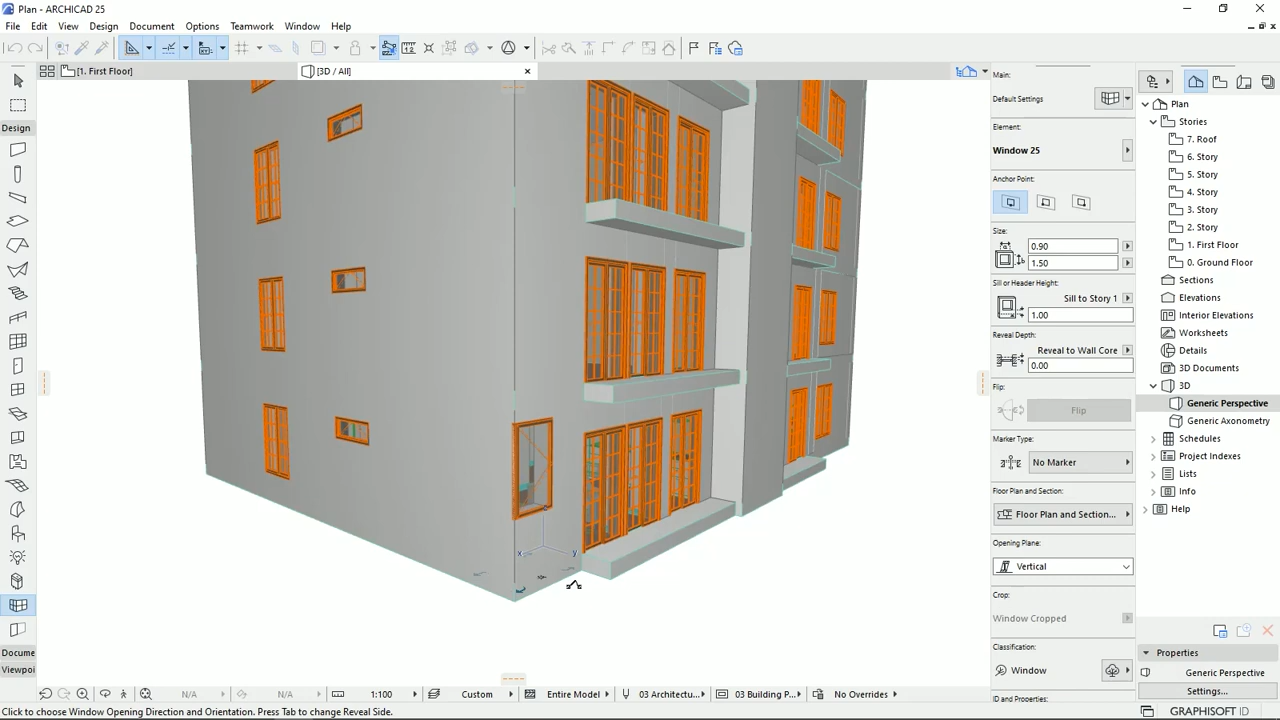 Plan - ARCHICAD 25
File Edit View Design Document Options Teamwork Window Help
[1. First Floor]
[3D / All]
Design
Docume
Viewpoi
x
y
Main:
Default Settings
Element:
Window 25
Anchor Point:
Size:
0.90
1.50
Sill or Header Height:
Sill to Story 1
1.00
Reveal Depth:
Reveal to Wall Core
0.00
Flip:
Flip
Marker Type:
No Marker
Floor Plan and Section:
Floor Plan and Section...
Opening Plane:
Vertical
Crop:
Window Cropped
Classification:
Window
ID and Properties:
Plan
Stories
7. Roof
6. Story
5. Story
4. Story
3. Story
2. Story
1. First Floor
0. Ground Floor
Sections
Elevations
Interior Elevations
Worksheets
Details
3D Documents
3D
Generic Perspective
Generic Axonometry
Schedules
Project Indexes
Lists
Info
Help
Properties
Generic Perspective
Settings...
N/A N/A 1:100 Custom Entire Model 03 Architectu... 03 Building P... No Overrides
Click to choose Window Opening Direction and Orientation. Press Tab to change Reveal Side.
GRAPHISOFT ID